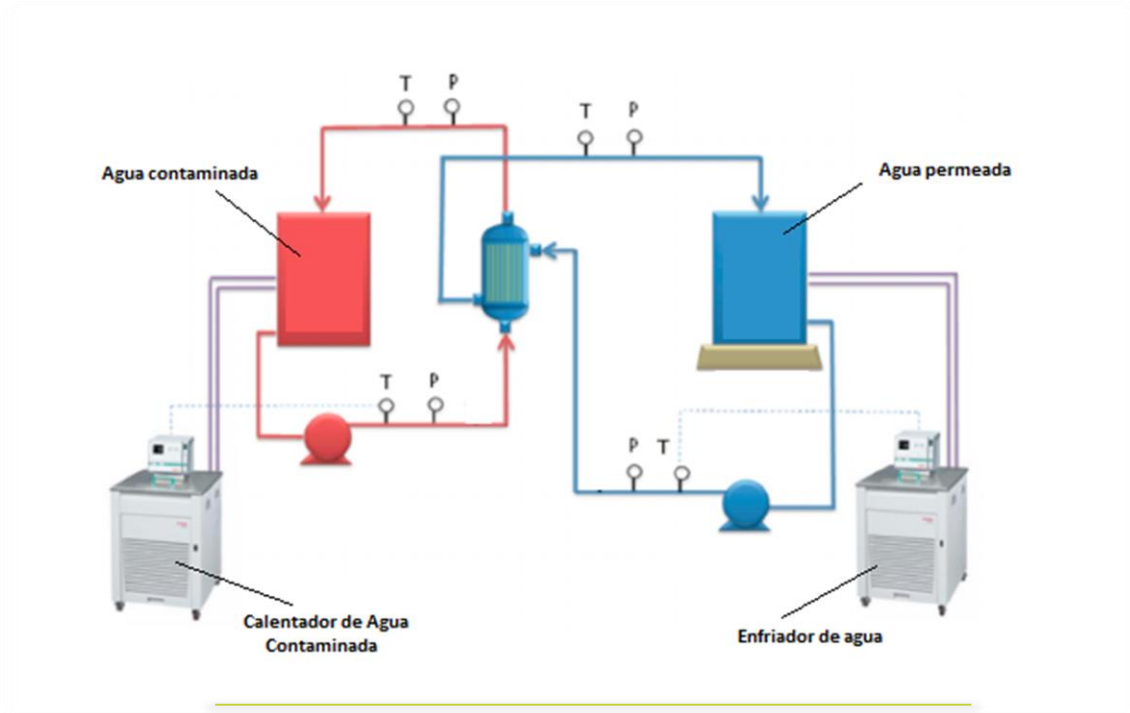 T P
T P
Agua contaminada
Agua permeada
T P
P T
Calentador de Agua
Contaminada
Enfriador de agua